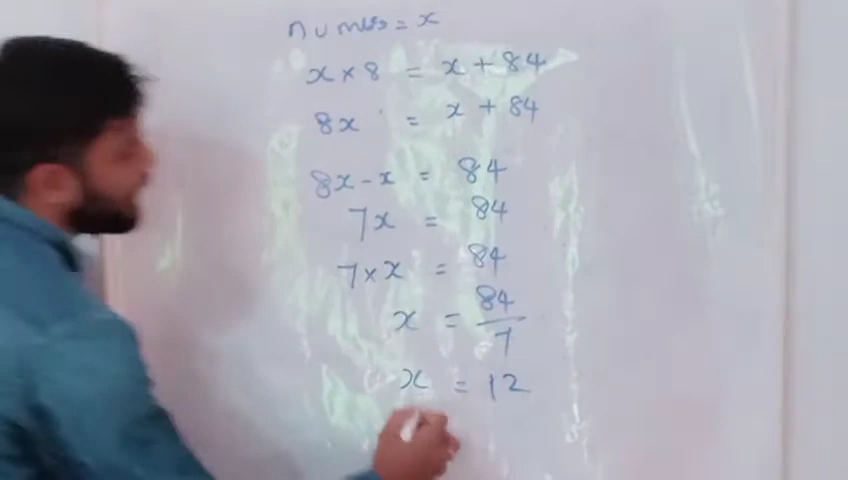 number = x
x × 8 = x + 84
8x = x + 84
8x - x = 84
7x = 84
7 × x = 84
x = 84/7
x = 12